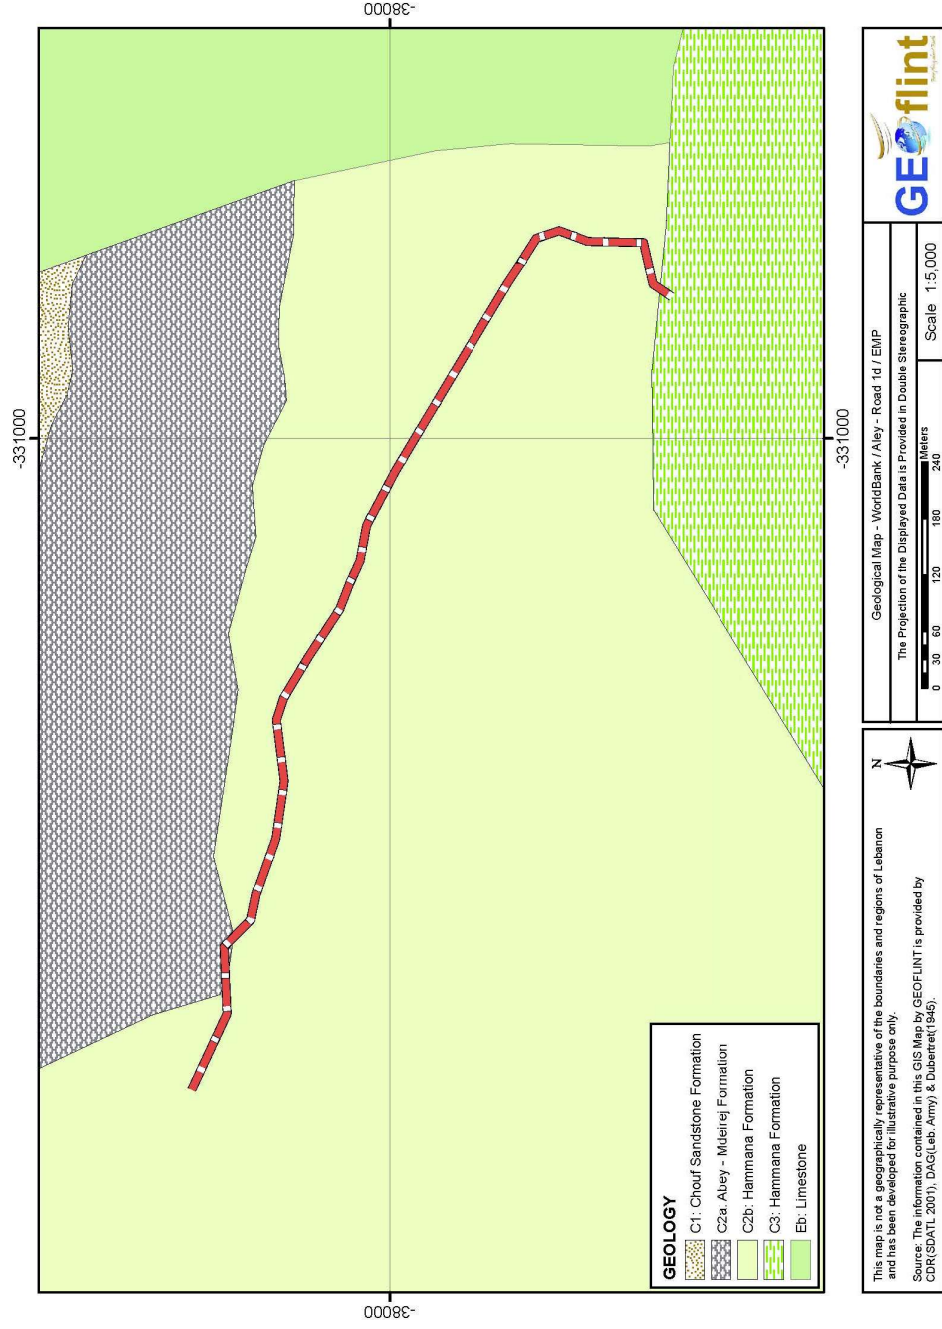 -331000
-38000
-38000
-331000
GEOLOGY
C1: Chouf Sandstone Formation
C2a: Abey - Mdeirej Formation
C2b: Hammana Formation
C3: Hammana Formation
Eb: Limestone
This map is not a geographically representative of the boundaries and regions of Lebanon
and has been developed for illustrative purpose only.
Source: The information contained in this GIS Map by GEOFLINT is provided by
CDR(SDATL 2001), DAG(Leb. Army) & Dubertret(1945).
N
Geological Map - WorldBank / Aley - Road 1d / EMP
The Projection of the Displayed Data is Provided in Double Stereographic
Meters
0 30 60 120 180 240
Scale 1:5,000
GEOflint